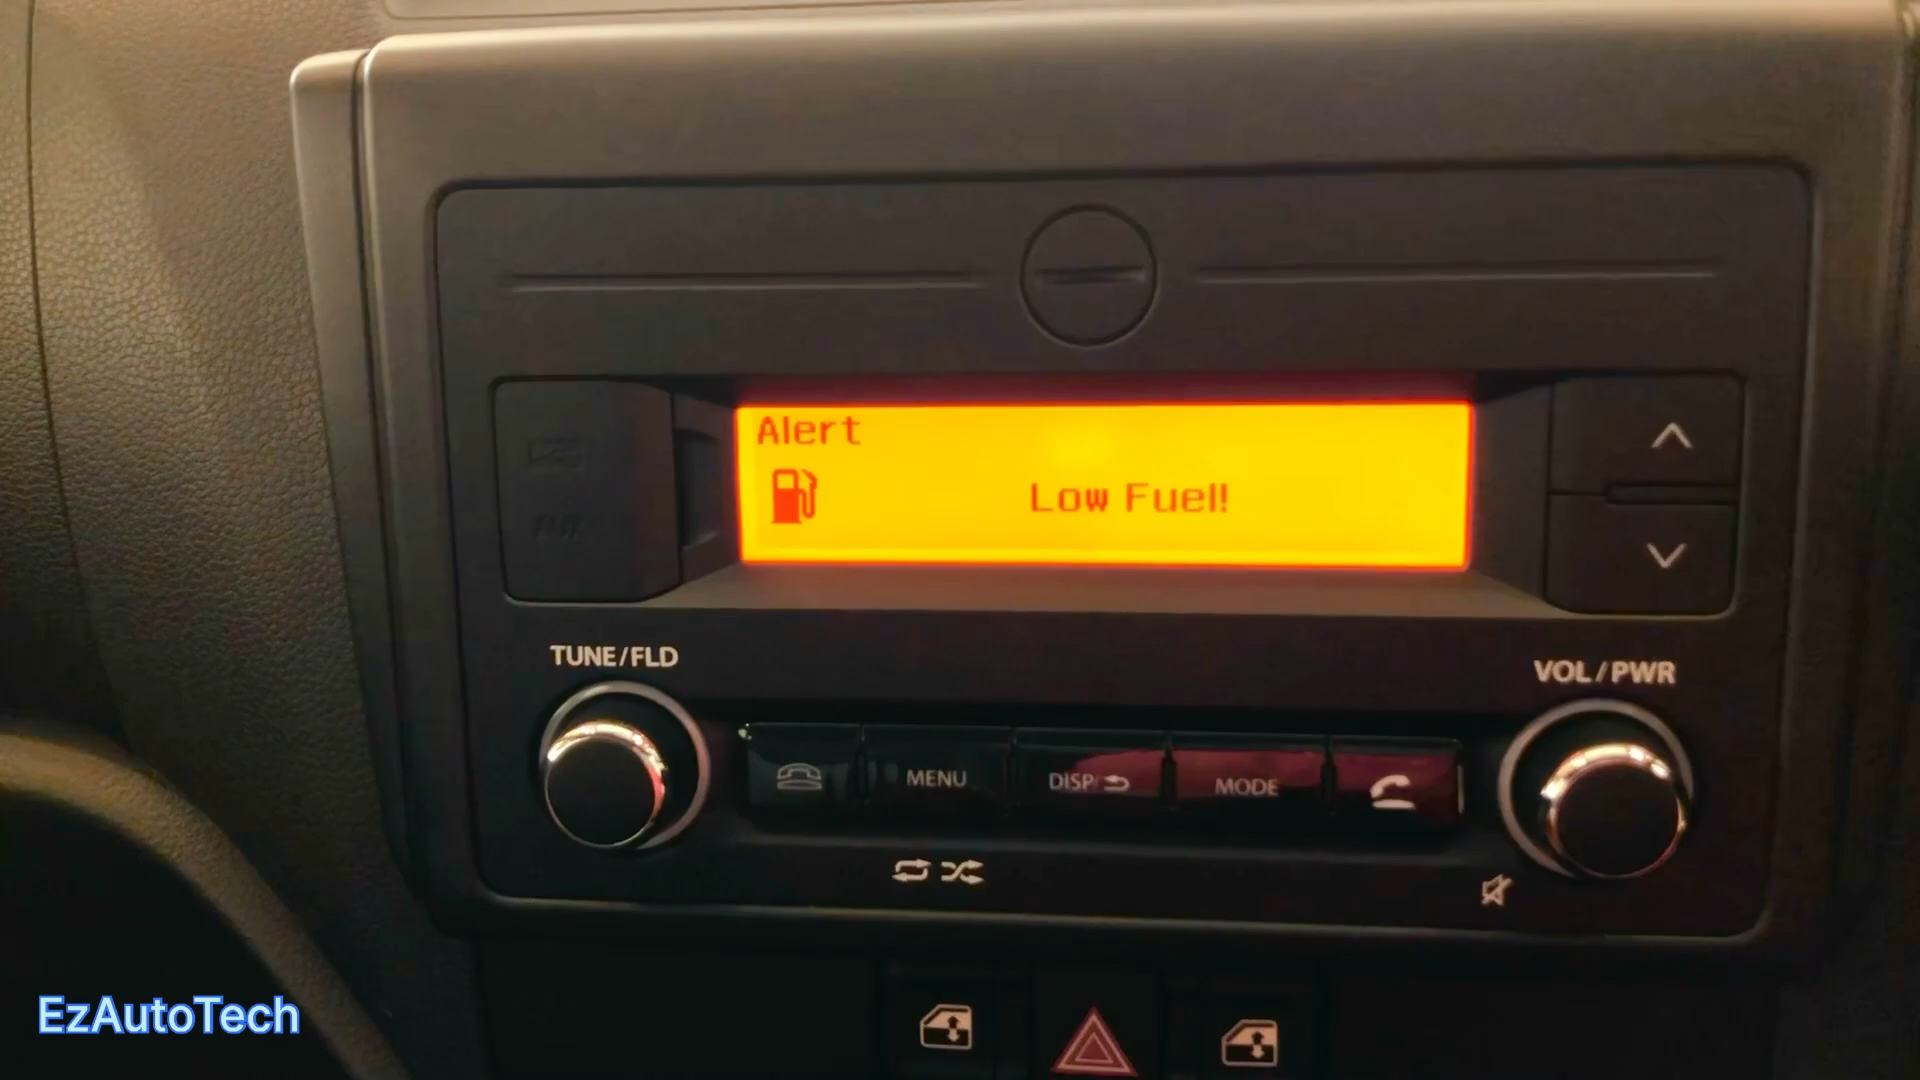 Alert
Low Fuel!
TUNE/FLD
VOL/PWR
MENU
DISP/
MODE
EzAutoTech